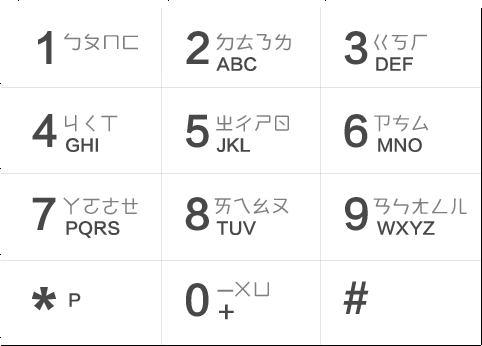 1 ㄅㄆㄇㄈ
2 ㄉㄊㄋㄌ
ABC
3 ㄍㄎㄏ
DEF
4 ㄐㄑㄒ
GHI
5 ㄓㄔㄕㄖ
JKL
6 ㄗㄘㄙ
MNO
7 ㄚㄛㄜㄝ
PQRS
8 ㄞㄟㄠㄡ
TUV
9 ㄢㄣㄤㄥㄦ
WXYZ
* P
0 ㄧㄨㄩ
+
#